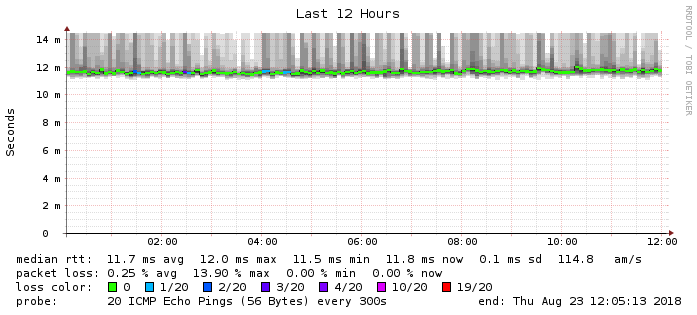 Last 12 Hours
RRDTOOL / TOBI OETIKER
Seconds
14 m
12 m
10 m
8 m
6 m
4 m
2 m
0
02:00 04:00 06:00 08:00 10:00 12:00
median rtt: 11.7 ms avg 12.0 ms max 11.5 ms min 11.8 ms now 0.1 ms sd 114.8 am/s
packet loss: 0.25 % avg 13.90 % max 0.00 % min 0.00 % now
loss color: 0 1/20 2/20 3/20 4/20 10/20 19/20
probe: 20 ICMP Echo Pings (56 Bytes) every 300s end: Thu Aug 23 12:05:13 2018